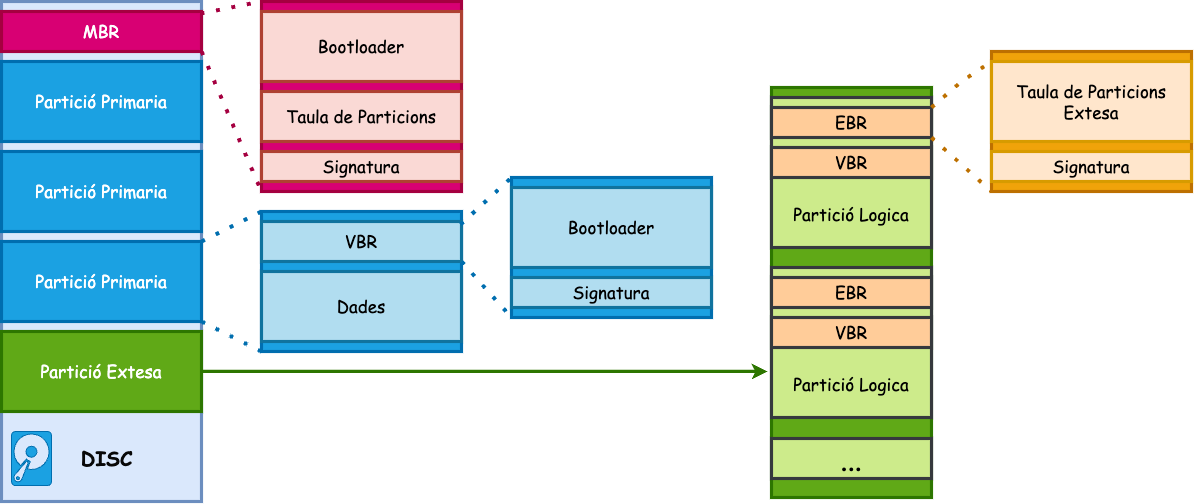 MBR
Partició Primaria
Partició Primaria
Partició Primaria
Partició Extesa
DISC
Bootloader
Taula de Particions
Signatura
VBR
Dades
Bootloader
Signatura
EBR
VBR
Partició Logica
EBR
VBR
Partició Logica
...
Taula de Particions
Extesa
Signatura